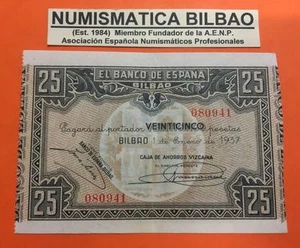 NUMISMATICA BILBAO
(Est. 1984) Miembro Fundador de la A.E.N.P.
Asociación Española Numismáticos Profesionales
EL BANCO DE ESPAÑA
BILBAO
25
25
080941
Pagará al portador VEINTICINCO pesetas
BILBAO 1 de Enero de 1937
CAJA DE AHORROS VIZCAINA
080941
25
25